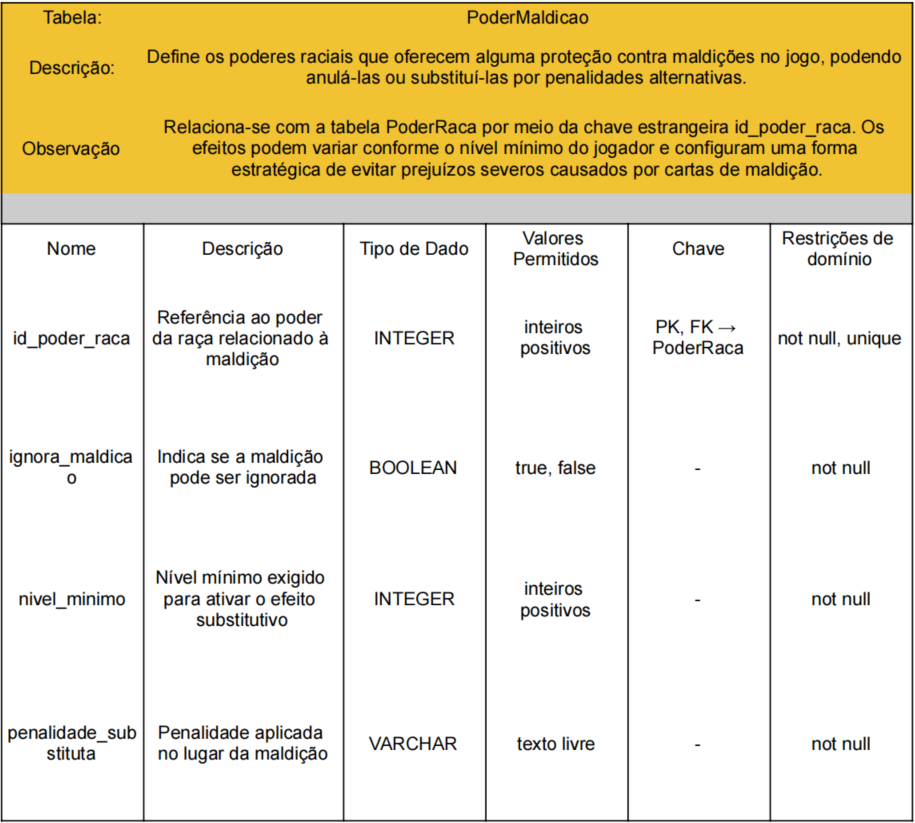 Tabela: PoderMaldicao
Descrição: Define os poderes raciais que oferecem alguma proteção contra maldições no jogo, podendo
anulá-las ou substituí-las por penalidades alternativas.
Observação Relaciona-se com a tabela PoderRaca por meio da chave estrangeira id_poder_raca. Os
efeitos podem variar conforme o nível mínimo do jogador e configuram uma forma
estratégica de evitar prejuízos severos causados por cartas de maldição.
Nome
Descrição
Tipo de Dado
Valores
Permitidos
Chave
Restrições de
domínio
id_poder_raca
Referência ao poder
da raça relacionado à
maldição
INTEGER
inteiros
positivos
PK, FK →
PoderRaca
not null, unique
ignora_maldica
o
Indica se a maldição
pode ser ignorada
BOOLEAN
true, false
-
not null
nivel_minimo
Nível mínimo exigido
para ativar o efeito
substitutivo
INTEGER
inteiros
positivos
-
not null
penalidade_sub
stituta
Penalidade aplicada
no lugar da maldição
VARCHAR
texto livre
-
not null